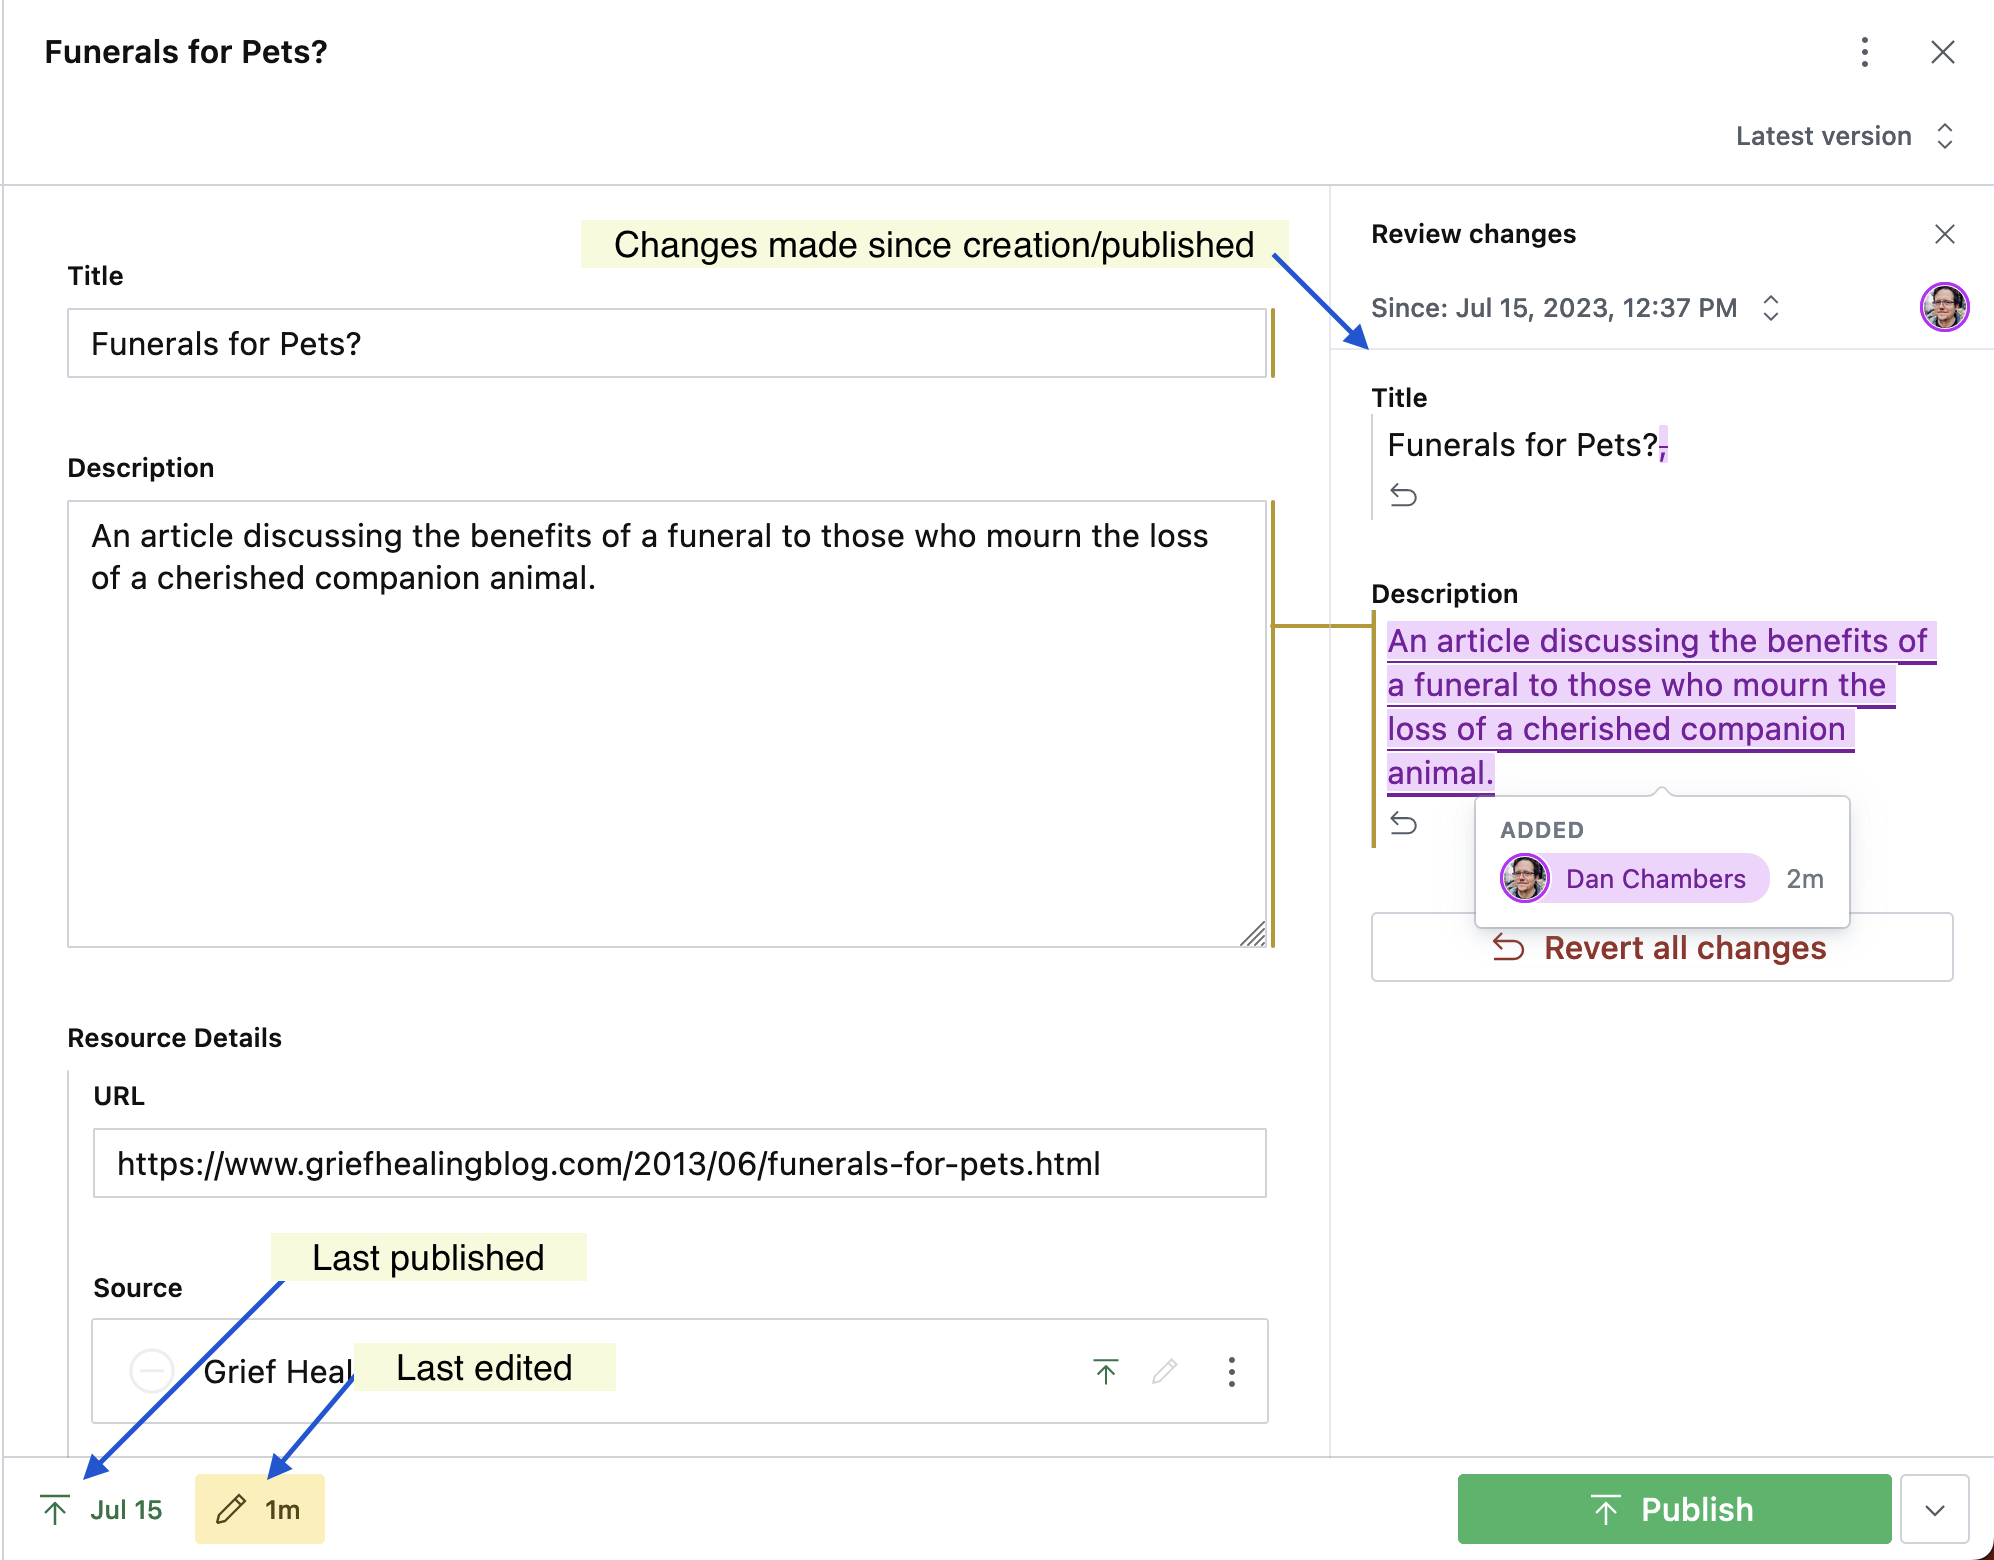 Funerals for Pets?
Latest version
Changes made since creation/published
Title
Funerals for Pets?
Description
An article discussing the benefits of a funeral to those who mourn the loss
of a cherished companion animal.
Resource Details
URL
https://www.griefhealingblog.com/2013/06/funerals-for-pets.html
Last published
Source
Grief Heal
Last edited
Jul 15
1m
Review changes
Since: Jul 15, 2023, 12:37 PM
Title
Funerals for Pets?,
Description
An article discussing the benefits of
a funeral to those who mourn the
loss of a cherished companion
animal.
ADDED
Dan Chambers 2m
Revert all changes
Publish